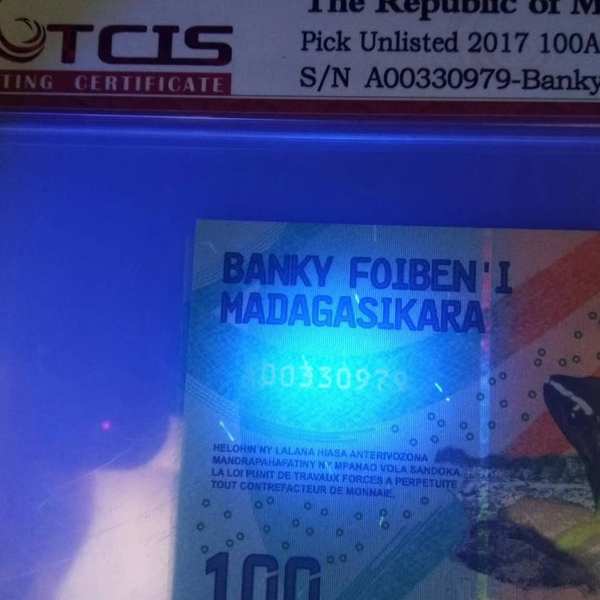 The Republic of M
TCIS
Pick Unlisted 2017 100A
TING CERTIFICATE
S/N A00330979-Banky
BANKY FOIBEN'I
MADAGASIKARA
A00330979
HELOHIN'NY LALANA HIASA ANTERIVOZONA
MANDRAPAHAFATINY NY MPANAO VOLA SANDOKA
LA LOI PUNIT DE TRAVAUX FORCES A PERPETUITE
TOUT CONTREFACTEUR DE MONNAIE.
100